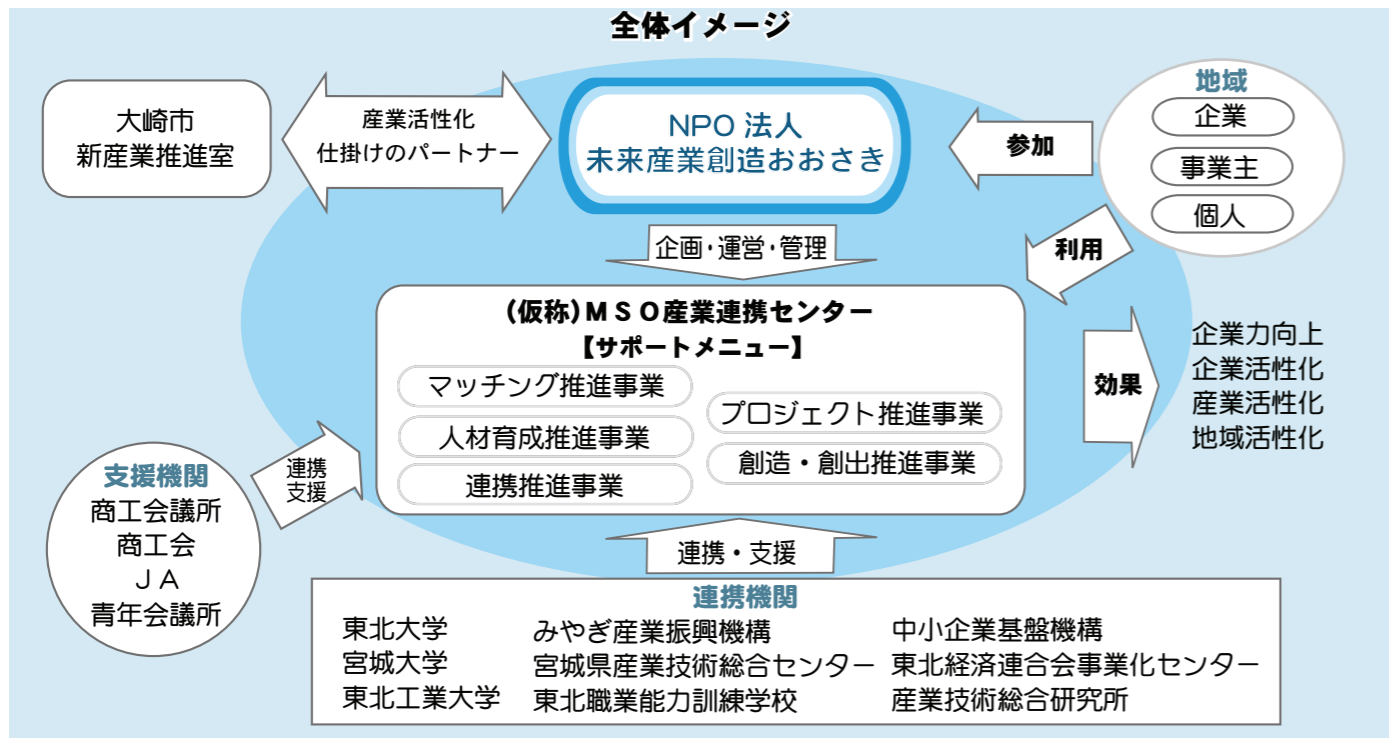 全体イメージ
大崎市
新産業推進室
産業活性化
仕掛けのパートナー
NPO 法人
未来産業創造おおさき
参加
地域
企業
事業主
個人
企画・運営・管理
利用
(仮称)ＭＳＯ産業連携センター
【サポートメニュー】
マッチング推進事業
人材育成推進事業
連携推進事業
プロジェクト推進事業
創造・創出推進事業
効果
企業力向上
企業活性化
産業活性化
地域活性化
支援機関
商工会議所
商工会
ＪＡ
青年会議所
連携
支援
連携・支援
連携機関
東北大学
宮城大学
東北工業大学
みやぎ産業振興機構
宮城県産業技術総合センター
東北職業能力訓練学校
中小企業基盤機構
東北経済連合会事業化センター
産業技術総合研究所